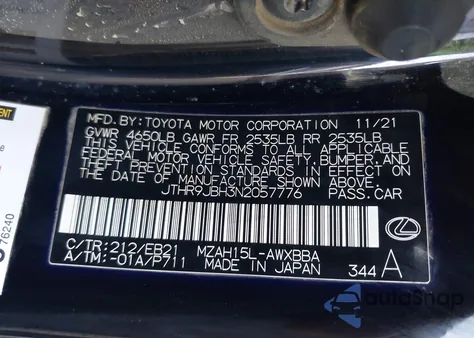 MFD. BY: TOYOTA MOTOR CORPORATION 11/21
GVWR 4650LB GAWR FR 2535LB RR 2535LB
THIS VEHICLE CONFORMS TO ALL APPLICABLE
FEDERAL MOTOR VEHICLE SAFETY, BUMPER, AND
THEFT PREVENTION STANDARDS IN EFFECT ON
THE DATE OF MANUFACTURE SHOWN ABOVE.
JTHR9JBH3N2057776 PASS.CAR
C/TR: 212/EB21 MZAH15L-AWXBBA
A/TM: -01A/P711 MADE IN JAPAN 344 A
76240
autoShop